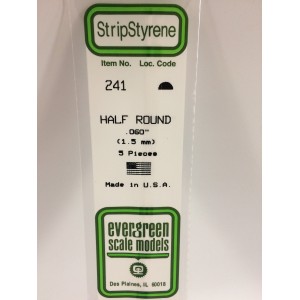 StripStyrene
Item No. Loc. Code
241
HALF ROUND
.060"
(1.5 mm)
5 Pieces
Made in U.S.A.
evergreen
scale models
Des Plaines, IL 60018